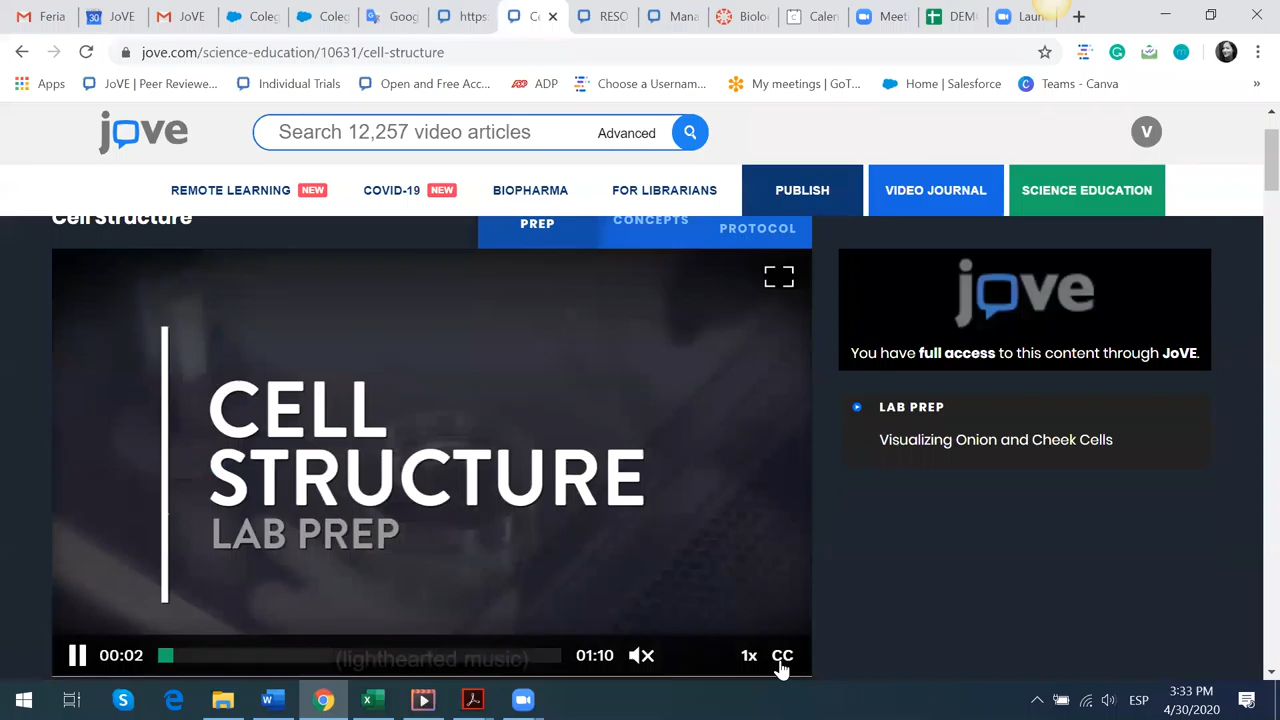 Feria
JoVE
JoVE
Coleg
Coleg
Goog
https:
Ce
RESO
Mana
Biolo
Calen
Meeti
DEM
Laun
jove.com/science-education/10631/cell-structure
Apps
JoVE | Peer Reviewe...
Individual Trials
Open and Free Acc...
ADP
Choose a Usernam...
My meetings | GoT...
Home | Salesforce
Teams - Canva
»
jove
Search 12,257 video articles
Advanced
V
REMOTE LEARNING NEW
COVID-19 NEW
BIOPHARMA
FOR LIBRARIANS
PUBLISH
VIDEO JOURNAL
SCIENCE EDUCATION
Cell Structure
PREP
CONCEPTS
PROTOCOL
CELL
STRUCTURE
LAB PREP
jove
You have full access to this content through JoVE.
LAB PREP
Visualizing Onion and Cheek Cells
00:02
(lighthearted music)
01:10
1x
CC
ESP
3:33 PM
4/30/2020